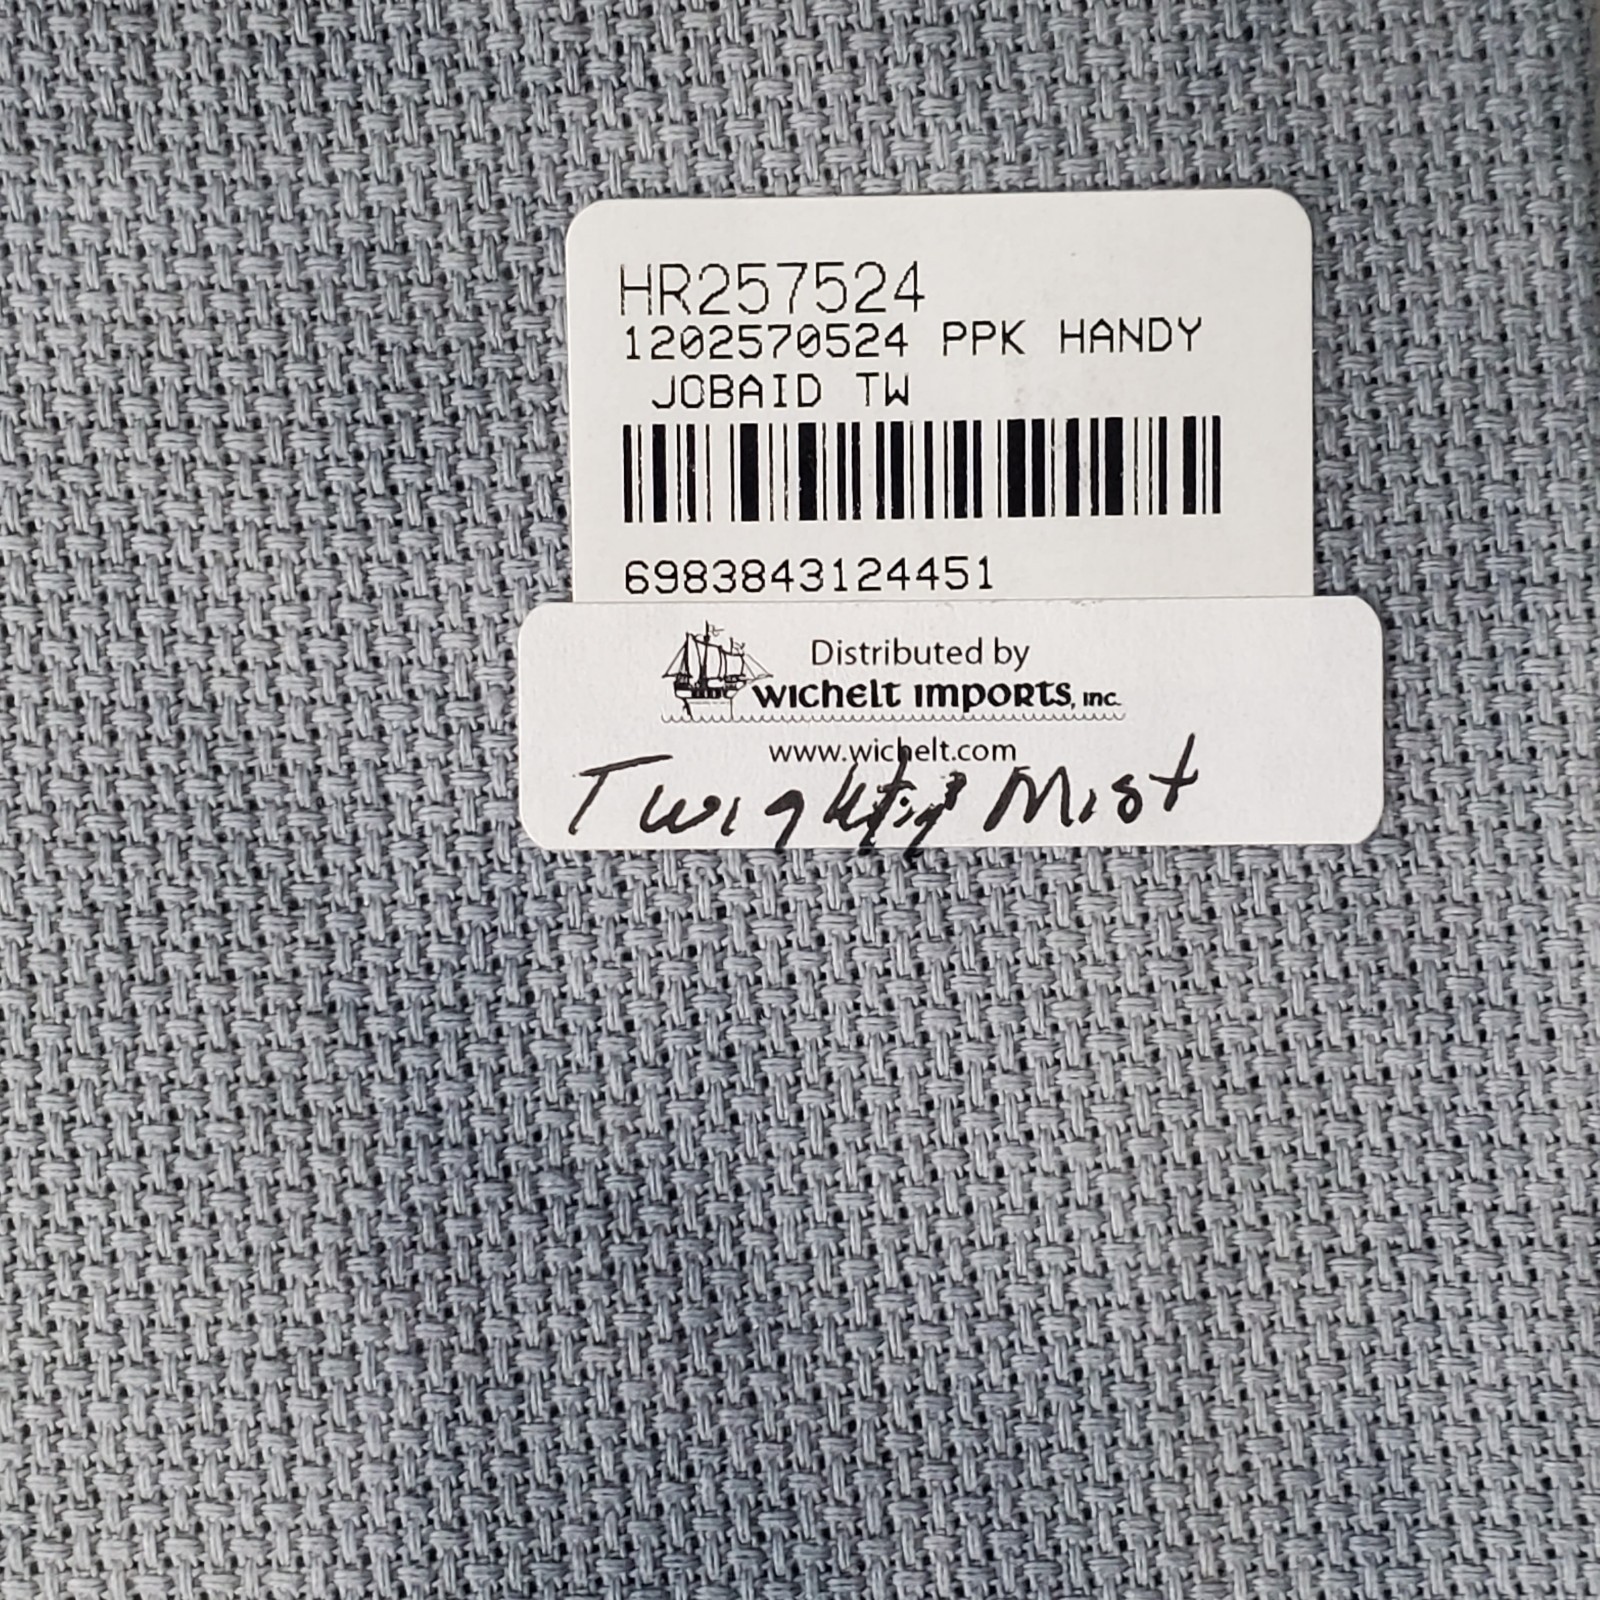 HR257524
1202570524 PPK HANDY
JOBAID TW
6983843124451
Distributed by
Wichelt Imports, Inc.
www.wichelt.com
Mist